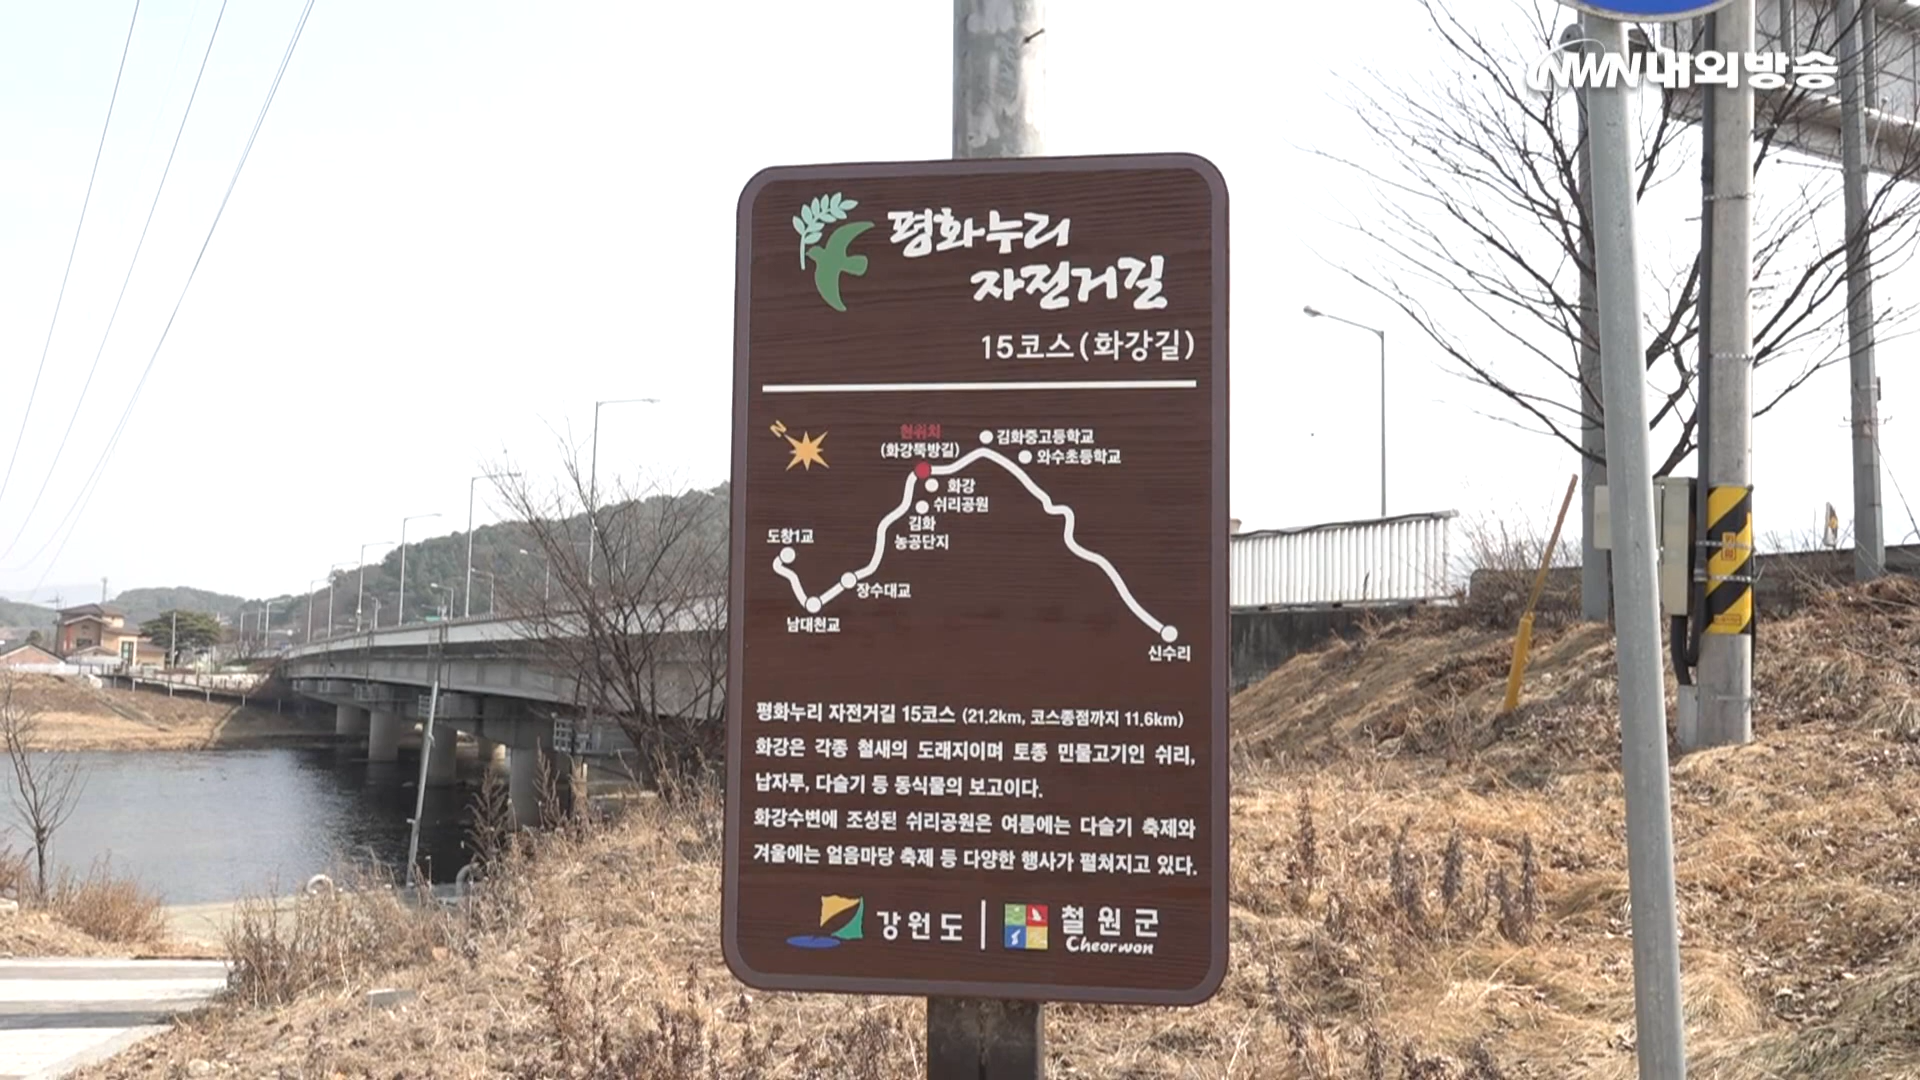 NWN내외방송
평화누리
자전거길
15코스(화강길)
N
현위치
(화강뚝방길)
김화중고등학교
와수초등학교
화강
쉬리공원
김화
농공단지
도창1교
장수대교
남대천교
신수리
평화누리 자전거길 15코스 (21.2km, 코스종점까지 11.6km)
화강은 각종 철새의 도래지이며 토종 민물고기인 쉬리,
납자루, 다슬기 등 동식물의 보고이다.
화강수변에 조성된 쉬리공원은 여름에는 다슬기 축제와
겨울에는 얼음마당 축제 등 다양한 행사가 펼쳐지고 있다.
강원도 | 철원군
Cheorwon